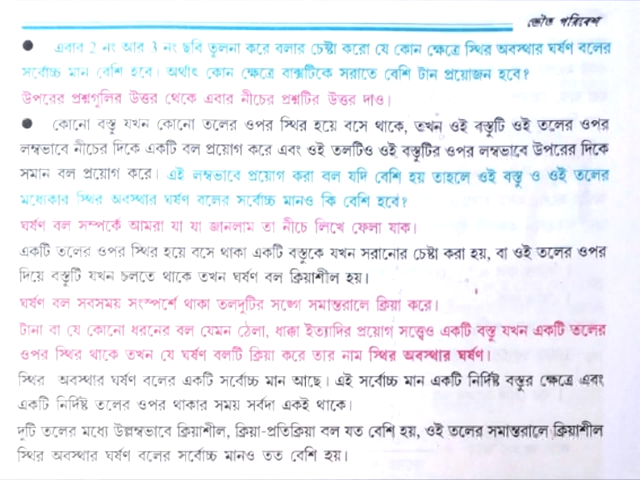 ভৌত পরিবেশ
● এবার 2 নং আর 3 নং ছবি তুলনা করে বলার চেষ্টা করো যে কোন ক্ষেত্রে স্থির অবস্থার ঘর্ষণ বলের
সর্বোচ্চ মান বেশি হবে। অর্থাৎ কোন ক্ষেত্রে বাক্সটিকে সরাতে বেশি টান প্রয়োজন হবে?
উপরের প্রশ্নগুলির উত্তর থেকে এবার নীচের প্রশ্নটির উত্তর দাও।
● কোনো বস্তু যখন কোনো তলের ওপর স্থির হয়ে বসে থাকে, তখন ওই বস্তুটি ওই তলের ওপর
লম্বভাবে নীচের দিকে একটি বল প্রয়োগ করে এবং ওই তলটিও ওই বস্তুটির ওপর লম্বভাবে উপরের দিকে
সমান বল প্রয়োগ করে। এই লম্বভাবে প্রয়োগ করা বল যদি বেশি হয় তাহলে ওই বস্তু ও ওই তলের
মধ্যেকার স্থির অবস্থার ঘর্ষণ বলের সর্বোচ্চ মানও কি বেশি হবে?
ঘর্ষণ বল সম্পর্কে আমরা যা যা জানলাম তা নীচে লিখে ফেলা যাক।
একটি তলের ওপর স্থির হয়ে বসে থাকা একটি বস্তুকে যখন সরানোর চেষ্টা করা হয়, বা ওই তলের ওপর
দিয়ে বস্তুটি যখন চলতে থাকে তখন ঘর্ষণ বল ক্রিয়াশীল হয়।
ঘর্ষণ বল সবসময় সংস্পর্শে থাকা তলদুটির সঙ্গে সমান্তরালে ক্রিয়া করে।
টানা বা যে কোনো ধরনের বল যেমন ঠেলা, ধাক্কা ইত্যাদির প্রয়োগ সত্ত্বেও একটি বস্তু যখন একটি তলের
ওপর স্থির থাকে তখন যে ঘর্ষণ বলটি ক্রিয়া করে তার নাম স্থির অবস্থার ঘর্ষণ।
স্থির অবস্থার ঘর্ষণ বলের একটি সর্বোচ্চ মান আছে। এই সর্বোচ্চ মান একটি নির্দিষ্ট বস্তুর ক্ষেত্রে এবং
একটি নির্দিষ্ট তলের ওপর থাকার সময় সর্বদা একই থাকে।
দুটি তলের মধ্যে উল্লম্বভাবে ক্রিয়াশীল, ক্রিয়া-প্রতিক্রিয়া বল যত বেশি হয়, ওই তলের সমান্তরালে ক্রিয়াশীল
স্থির অবস্থার ঘর্ষণ বলের সর্বোচ্চ মানও তত বেশি হয়।